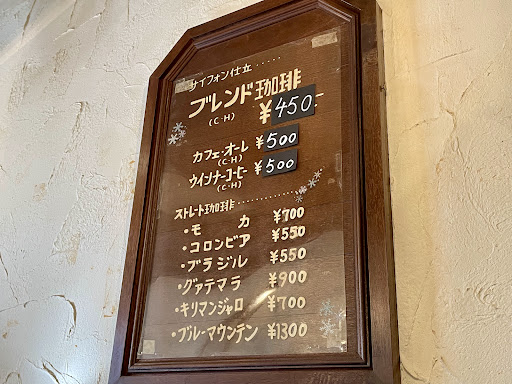 サイフォン仕立.....
ブレンド珈琲
(C・H) ¥450.-
カフェ・オーレ ¥500
(C・H)
ウインナーコーヒー ¥500
(C・H)
ストレート珈琲..............
・モカ ¥700
・コロンビア ¥550
・ブラジル ¥550
・グァテマラ ¥900
・キリマンジャロ ¥700
・ブルーマウンテン ¥1300